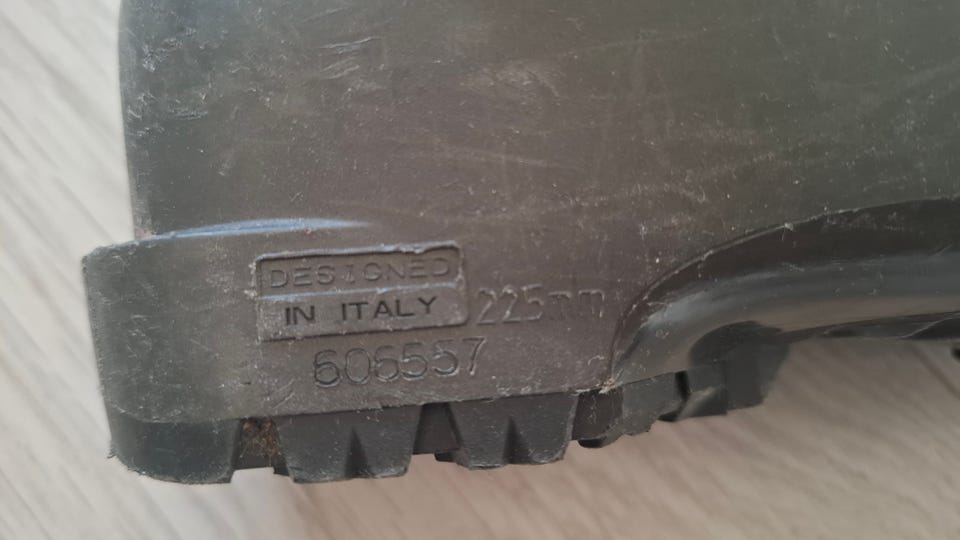 DESIGNED
IN ITALY
225mm
606557